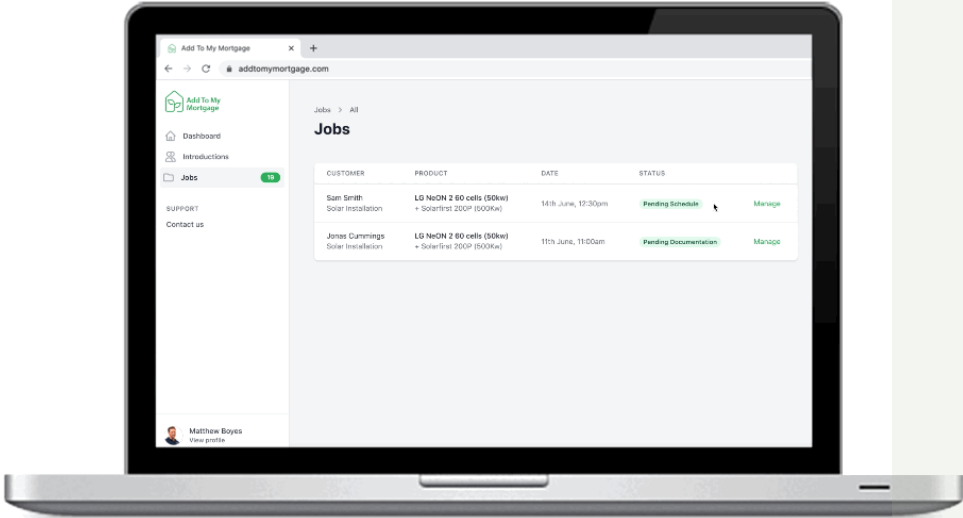 Add To My Mortgage
addtomymortgage.com
Add To My
Mortgage
Dashboard
Introductions
Jobs 19
SUPPORT
Contact us
Matthew Boyes
View profile
Jobs > All
Jobs
CUSTOMER PRODUCT DATE STATUS
Sam Smith LG NeON 2 60 cells (50kw)
Solar Installation + Solarfirst 200P (500Kw) 14th June, 12:30pm Pending Schedule Manage
Jonas Cummings LG NeON 2 60 cells (50kw)
Solar Installation + Solarfirst 200P (500Kw) 11th June, 11:00am Pending Documentation Manage